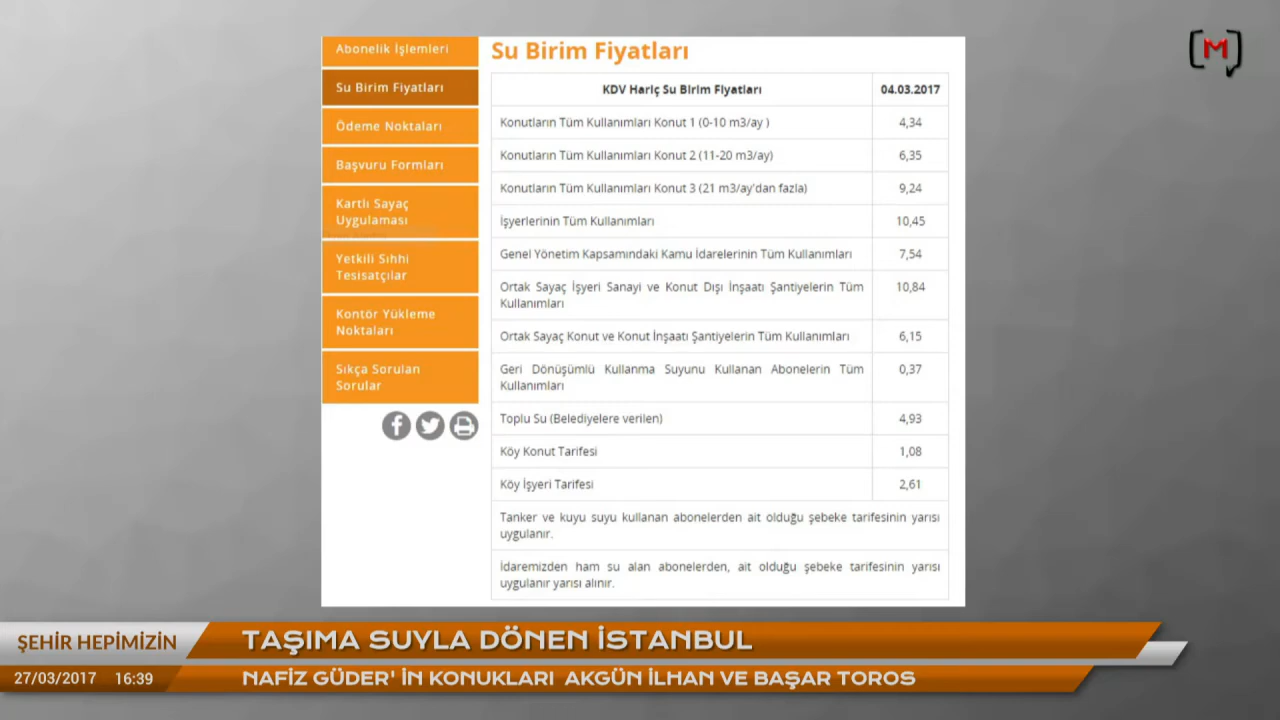 Abonelik İşlemleri
Su Birim Fiyatları
Ödeme Noktaları
Başvuru Formları
Kartlı Sayaç
Uygulaması
Yetkili Sıhhi
Tesisatçılar
Kontör Yükleme
Noktaları
Sıkça Sorulan
Sorular
Su Birim Fiyatları
KDV Hariç Su Birim Fiyatları 04.03.2017
Konutların Tüm Kullanımları Konut 1 (0-10 m3/ay ) 4,34
Konutların Tüm Kullanımları Konut 2 (11-20 m3/ay) 6,35
Konutların Tüm Kullanımları Konut 3 (21 m3/ay'dan fazla) 9,24
İşyerlerinin Tüm Kullanımları 10,45
Genel Yönetim Kapsamındaki Kamu İdarelerinin Tüm Kullanımları 7,54
Ortak Sayaç İşyeri Sanayi ve Konut Dışı İnşaatı Şantiyelerin Tüm 10,84
Kullanımları
Ortak Sayaç Konut ve Konut İnşaatı Şantiyelerin Tüm Kullanımları 6,15
Geri Dönüşümlü Kullanma Suyunu Kullanan Abonelerin Tüm 0,37
Kullanımları
Toplu Su (Belediyelere verilen) 4,93
Köy Konut Tarifesi 1,08
Köy İşyeri Tarifesi 2,61
Tanker ve kuyu suyu kullanan abonelerden ait olduğu şebeke tarifesinin yarısı
uygulanır.
İdaremizden ham su alan abonelerden, ait olduğu şebeke tarifesinin yarısı
uygulanır yarısı alınır.
M
ŞEHİR HEPİMİZİN
TAŞIMA SUYLA DÖNEN İSTANBUL
27/03/2017 16:39
NAFİZ GÜDER' İN KONUKLARI AKGÜN İLHAN VE BAŞAR TOROS